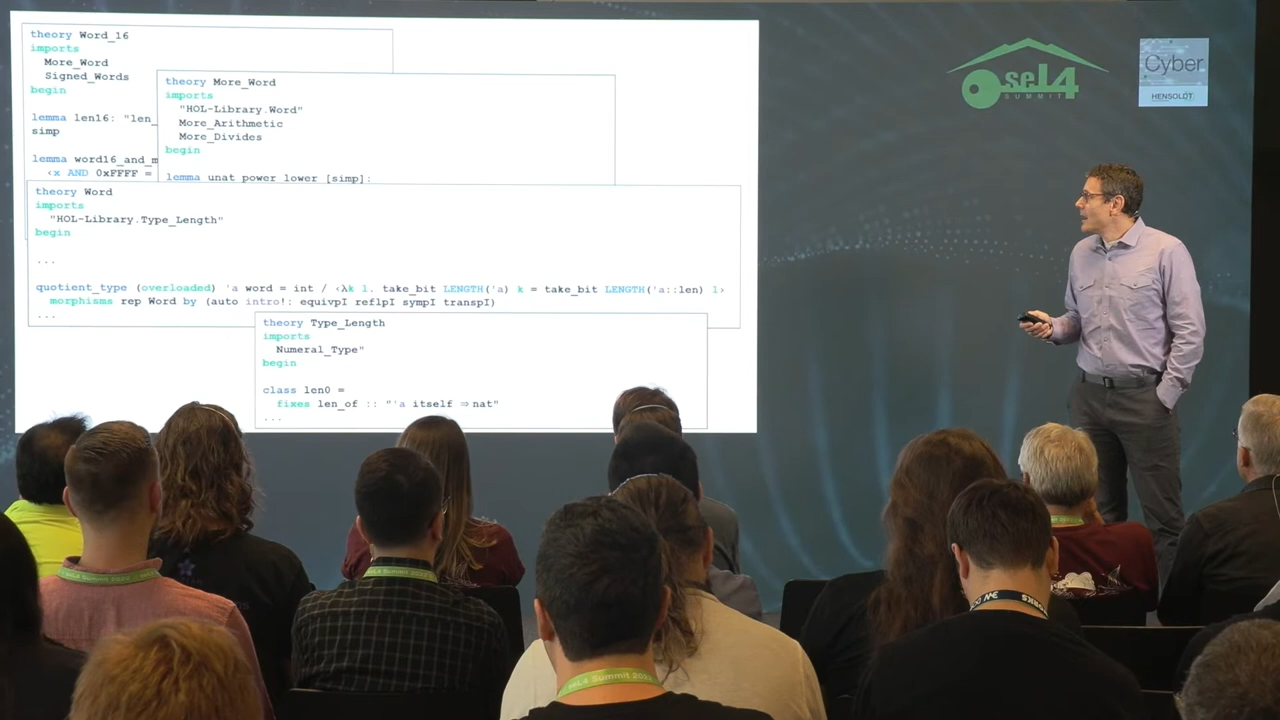 theory Word_16
imports
More_Word
Signed_Words
begin
lemma len16: "len_
simp
lemma word16_and_m
‹x AND 0xFFFF =
theory More_Word
imports
"HOL-Library.Word"
More_Arithmetic
More_Divides
begin
lemma unat_power_lower [simp]:
theory Word
imports
"HOL-Library.Type_Length"
begin
...
quotient_type (overloaded) 'a word = int / ‹λk l. take_bit LENGTH('a) k = take_bit LENGTH('a::len) l›
morphisms rep Word by (auto intro!: equivpI reflpI sympI transpI)
...
theory Type_Length
imports
Numeral_Type"
begin
class len0 =
fixes len_of :: "'a itself ⇒ nat"
...
seL4
SUMMIT
Cyber
HENSOLDT
seL4 Summit 202